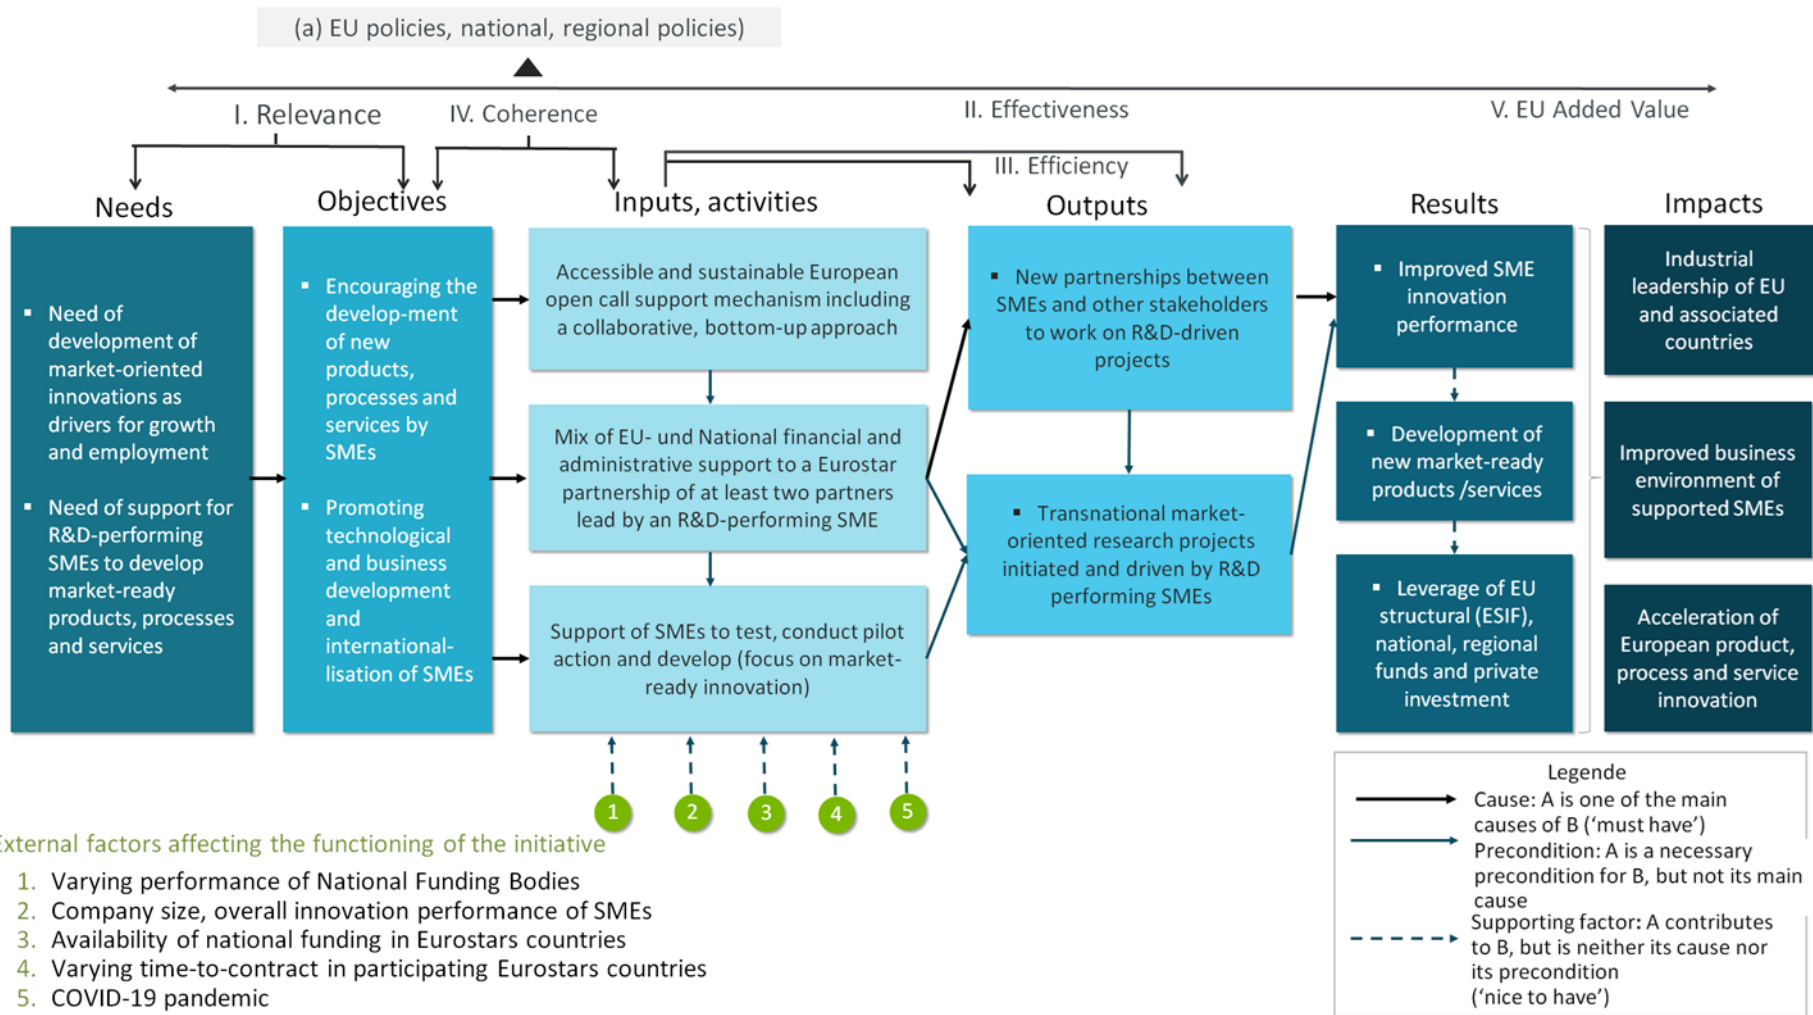 (a) EU policies, national, regional policies)
I. Relevance
IV. Coherence
II. Effectiveness
V. EU Added Value
III. Efficiency
Needs
Objectives
Inputs, activities
Outputs
Results
Impacts
▪ Need of
development of
market-oriented
innovations as
drivers for growth
and employment
▪ Need of support for
R&D-performing
SMEs to develop
market-ready
products, processes
and services
▪ Encouraging the
develop-ment
of new
products,
processes and
services by
SMEs
▪ Promoting
technological
and business
development
and
international-
lisation of SMEs
Accessible and sustainable European
open call support mechanism including
a collaborative, bottom-up approach
Mix of EU- und National financial and
administrative support to a Eurostar
partnership of at least two partners
lead by an R&D-performing SME
Support of SMEs to test, conduct pilot
action and develop (focus on market-
ready innovation)
▪ New partnerships between
SMEs and other stakeholders
to work on R&D-driven
projects
▪ Transnational market-
oriented research projects
initiated and driven by R&D
performing SMEs
▪ Improved SME
innovation
performance
▪ Development of
new market-ready
products /services
▪ Leverage of EU
structural (ESIF),
national, regional
funds and private
investment
Industrial
leadership of EU
and associated
countries
Improved business
environment of
supported SMEs
Acceleration of
European product,
process and service
innovation
1
2
3
4
5
External factors affecting the functioning of the initiative
1. Varying performance of National Funding Bodies
2. Company size, overall innovation performance of SMEs
3. Availability of national funding in Eurostars countries
4. Varying time-to-contract in participating Eurostars countries
5. COVID-19 pandemic
Legende
Cause: A is one of the main
causes of B (‘must have’)
Precondition: A is a necessary
precondition for B, but not its main
cause
Supporting factor: A contributes
to B, but is neither its cause nor
its precondition
(‘nice to have’)